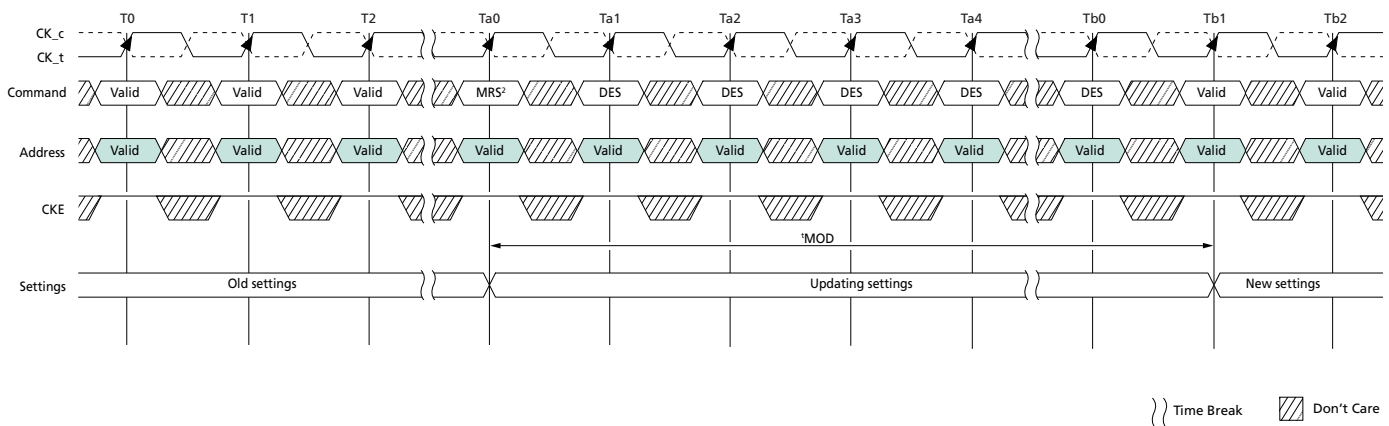 T0 T1 T2 Ta0 Ta1 Ta2 Ta3 Ta4 Tb0 Tb1 Tb2
CK_c
CK_t
Command Valid Valid Valid MRS² DES DES DES DES DES Valid Valid
Address Valid Valid Valid Valid Valid Valid Valid Valid Valid Valid Valid
CKE
tMOD
Settings Old settings Updating settings New settings
Time Break Don't Care